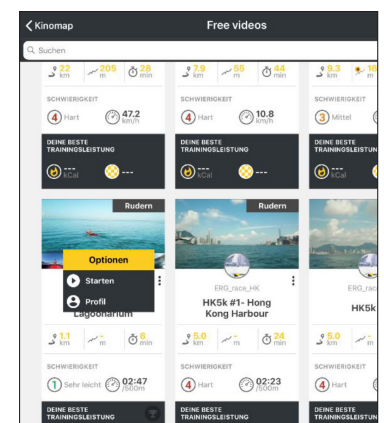 Kinomap
Free videos
Suchen
22 km
205 m
28 min
7.9 km
55 m
44 min
9.3 km
SCHWIERIGKEIT
4 Hart
47.2 km/h
SCHWIERIGKEIT
4 Hart
10.8 km/h
SCHWIERIGKEIT
3 Mittel
DEINE BESTE
TRAININGSLEISTUNG
--- kCal
---
DEINE BESTE
TRAININGSLEISTUNG
--- kCal
---
DEINE BESTE
TRAININGSLEISTUNG
--- kCal
Rudern
Optionen
Starten
Profil
Lagoonarium
Rudern
ERG_race_HK
HK5k #1- Hong
Kong Harbour
HK5k
1.1 km
- m
6 min
5.0 km
- m
24 min
5.0 km
- m
SCHWIERIGKEIT
1 Sehr leicht
02:47 /500m
SCHWIERIGKEIT
4 Hart
02:23 /500m
SCHWIERIGKEIT
4 Hart
DEINE BESTE
TRAININGSLEISTUNG
DEINE BESTE
TRAININGSLEISTUNG
DEINE BESTE